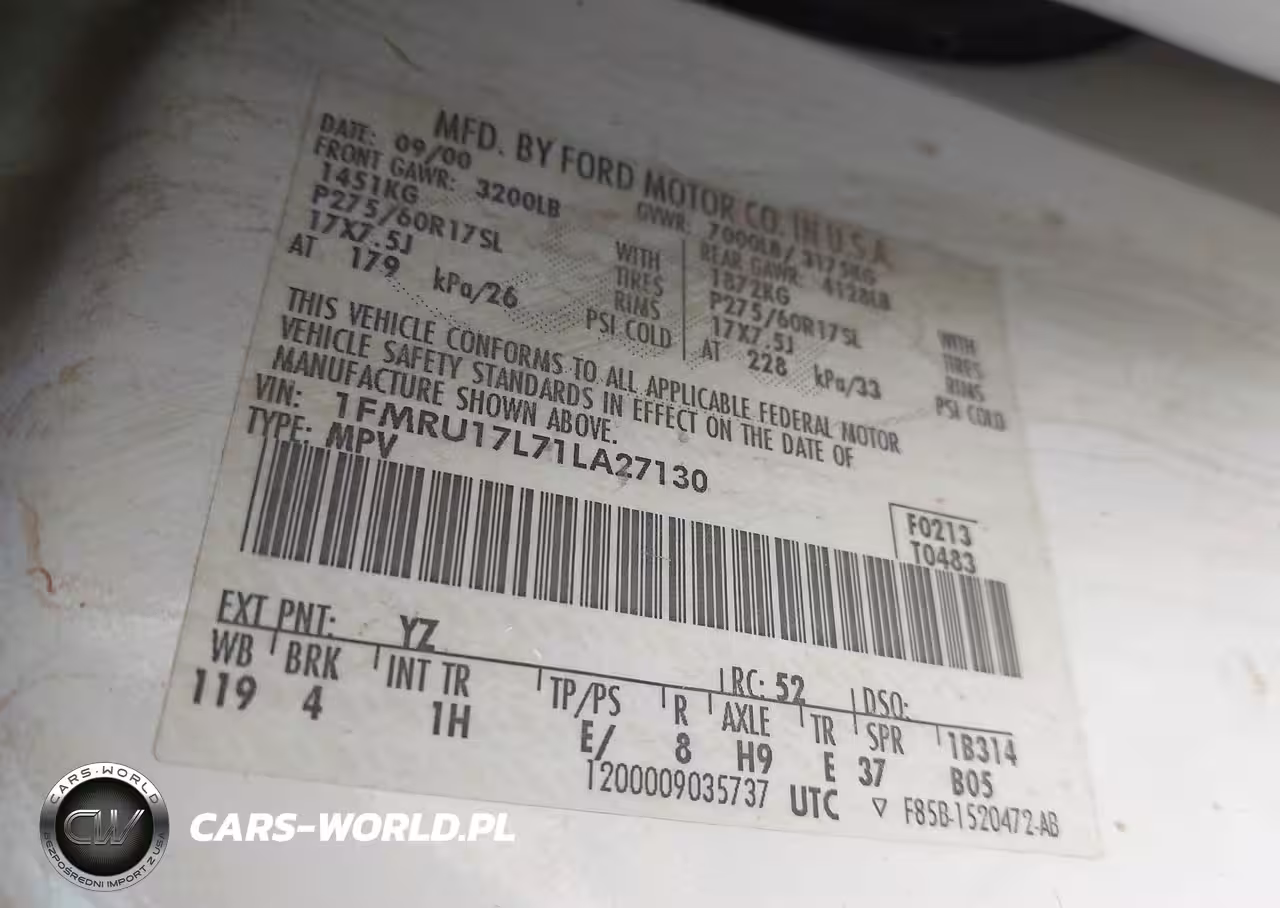 MFD. BY FORD MOTOR CO. IN U.S.A.
DATE: 09/00 GVWR: 7000LB/ 3175KG
FRONT GAWR: 3200LB REAR GAWR: 4128LB
1451KG WITH 1872KG WITH
P275/60R17SL TIRES P275/60R17SL TIRES
17X7.5J RIMS 17X7.5J RIMS
AT 179 kPa/26 PSI COLD AT 228 kPa/33 PSI COLD
THIS VEHICLE CONFORMS TO ALL APPLICABLE FEDERAL MOTOR
VEHICLE SAFETY STANDARDS IN EFFECT ON THE DATE OF
MANUFACTURE SHOWN ABOVE.
VIN: 1FMRU17L71LA27130
TYPE: MPV
F0213
T0483
EXT PNT: YZ RC: 52 DSO:
WB BRK INT TR TP/PS R AXLE TR SPR 1B314
119 4 1H E/ 8 H9 E 37 B05
1200009035737 UTC ▽ F85B-1520472-AB
CARS-WORLD
CW
BEZPOŚREDNI IMPORT Z USA
CARS-WORLD.PL